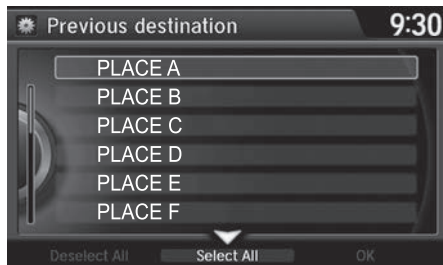 Previous destination 9:30
PLACE A
PLACE B
PLACE C
PLACE D
PLACE E
PLACE F
Deselect All Select All OK